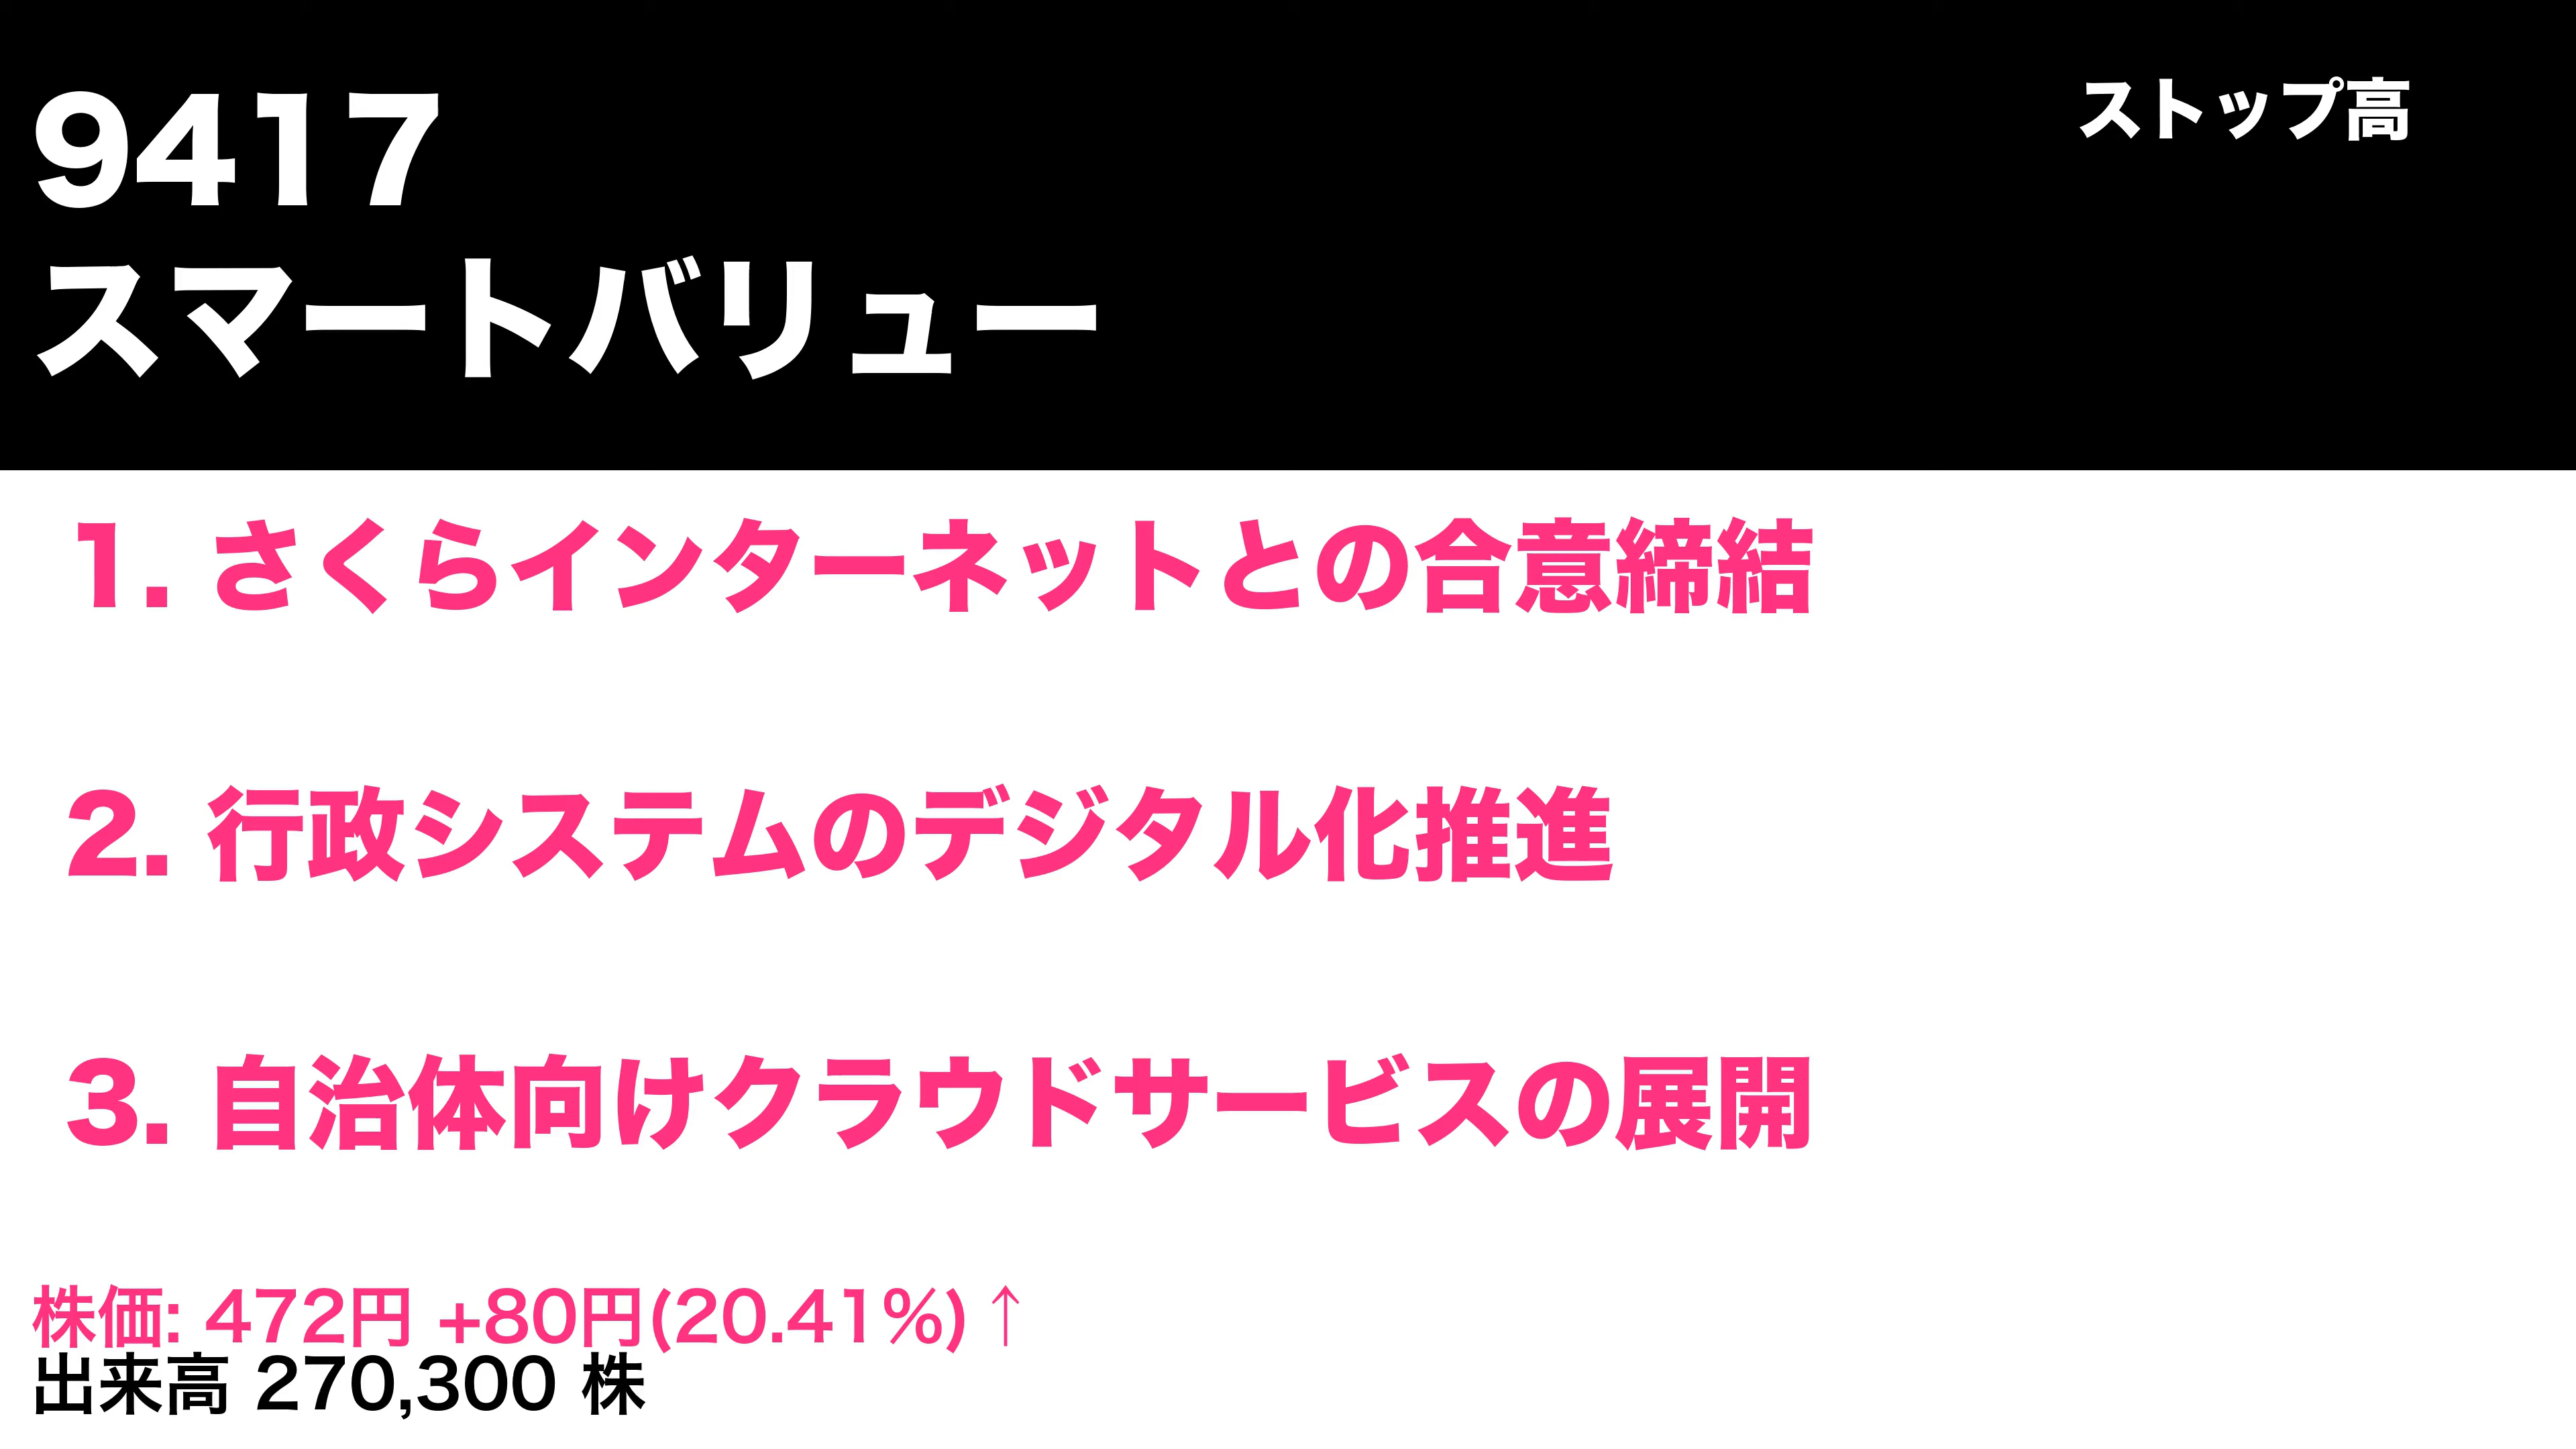 9417
スマートバリュー
ストップ高
1. さくらインターネットとの合意締結
2. 行政システムのデジタル化推進
3. 自治体向けクラウドサービスの展開
株価: 472円 +80円(20.41%)↑
出来高 270,300 株